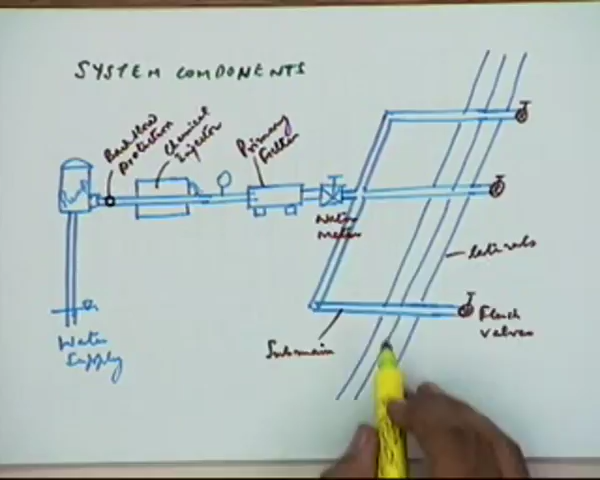 SYSTEM COMPONENTS
Backflow
Protection
Chemical
Injector
Primary
Filter
Water
Meter
laterals
Flush
valves
Submain
Water
Supply